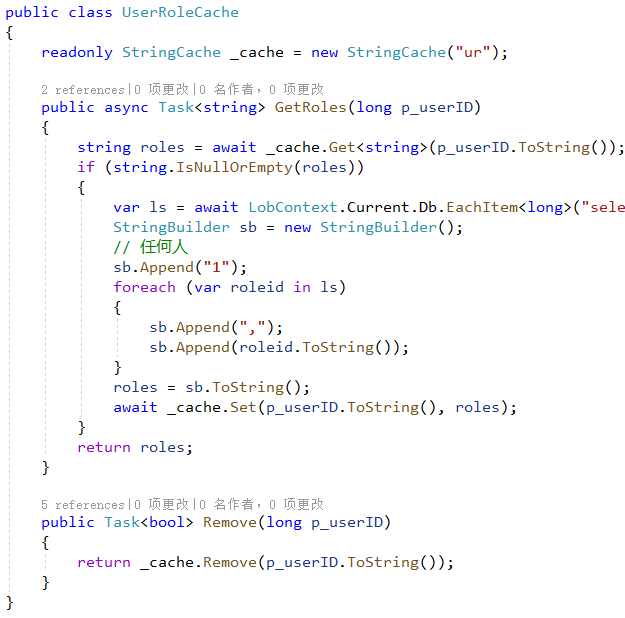 public class UserRoleCache
{
    readonly StringCache _cache = new StringCache("ur");
    2 references|0 项更改|0 名作者，0 项更改
    public async Task<string> GetRoles(long p_userID)
    {
        string roles = await _cache.Get<string>(p_userID.ToString());
        if (string.IsNullOrEmpty(roles))
        {
            var ls = await LobContext.Current.Db.EachItem<long>("sele
            StringBuilder sb = new StringBuilder();
            // 任何人
            sb.Append("1");
            foreach (var roleid in ls)
            {
                sb.Append(",");
                sb.Append(roleid.ToString());
            }
            roles = sb.ToString();
            await _cache.Set(p_userID.ToString(), roles);
        }
        return roles;
    }
    5 references|0 项更改|0 名作者，0 项更改
    public Task<bool> Remove(long p_userID)
    {
        return _cache.Remove(p_userID.ToString());
    }
}